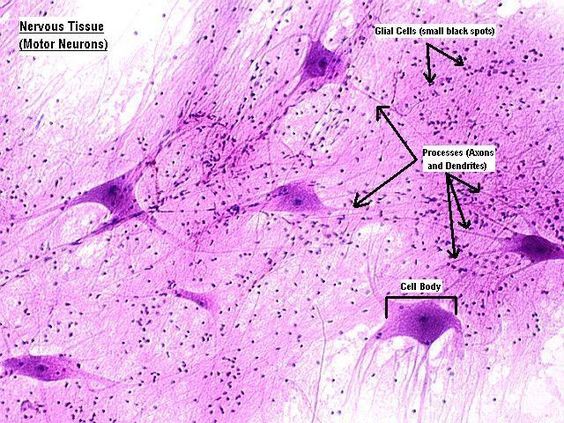 Nervous Tissue
(Motor Neurons)
Glial Cells (small black spots)
Processes (Axons
and Dendrites)
Cell Body